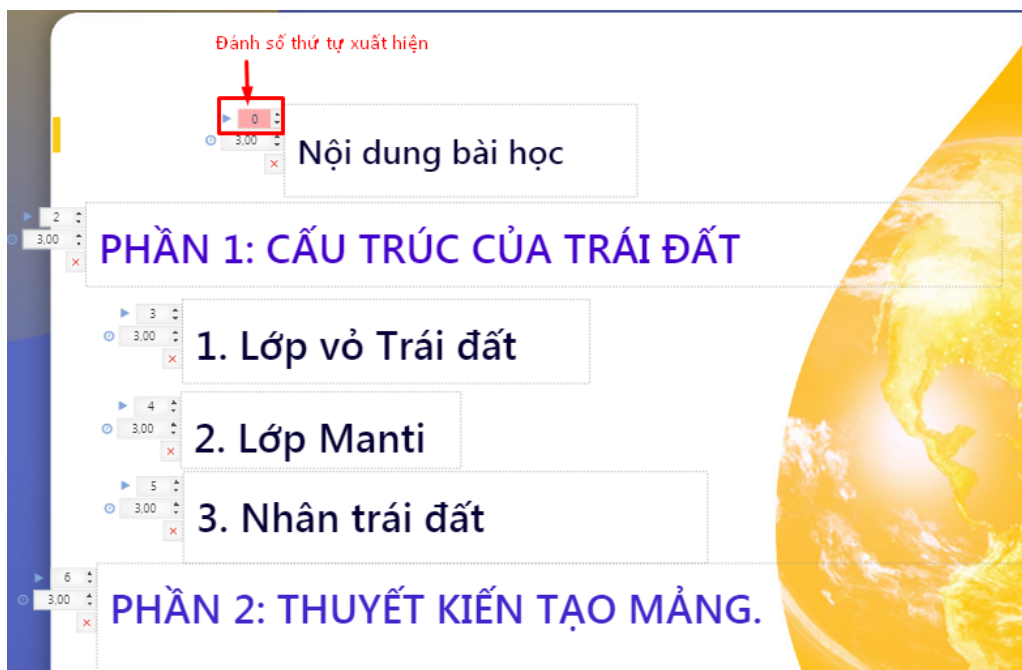 Đánh số thứ tự xuất hiện
0
3,00
Nội dung bài học
2
3,00
PHẦN 1: CẤU TRÚC CỦA TRÁI ĐẤT
3
3,00
1. Lớp vỏ Trái đất
4
3,00
2. Lớp Manti
5
3,00
3. Nhân trái đất
6
3,00
PHẦN 2: THUYẾT KIẾN TẠO MẢNG.